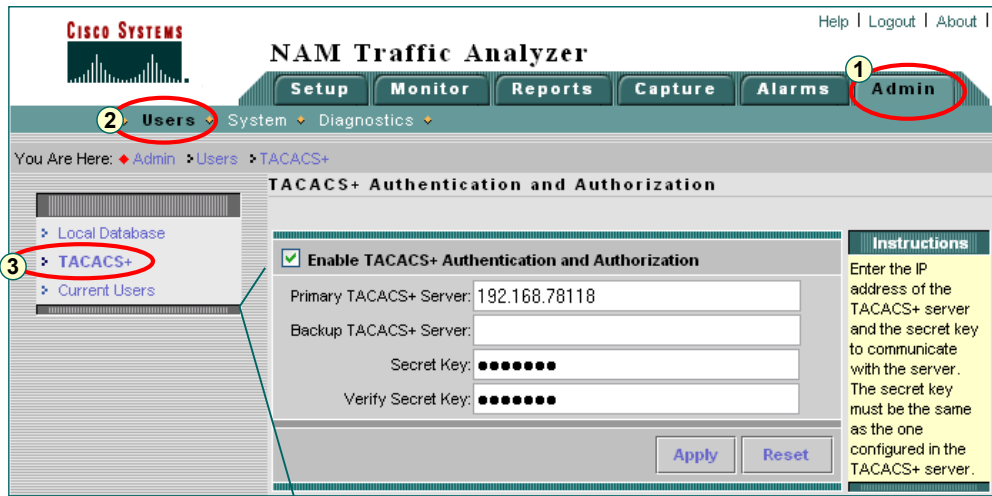 Cisco Systems
Help | Logout | About |
NAM Traffic Analyzer
Setup Monitor Reports Capture Alarms Admin
1
2
Users System Diagnostics
You Are Here: Admin Users TACACS+
TACACS+ Authentication and Authorization
Local Database
3
TACACS+
Current Users
Enable TACACS+ Authentication and Authorization
Primary TACACS+ Server: 192.168.78118
Backup TACACS+ Server:
Secret Key: ●●●●●●●
Verify Secret Key: ●●●●●●●
Apply Reset
Instructions
Enter the IP
address of the
TACACS+ server
and the secret key
to communicate
with the server.
The secret key
must be the same
as the one
configured in the
TACACS+ server.